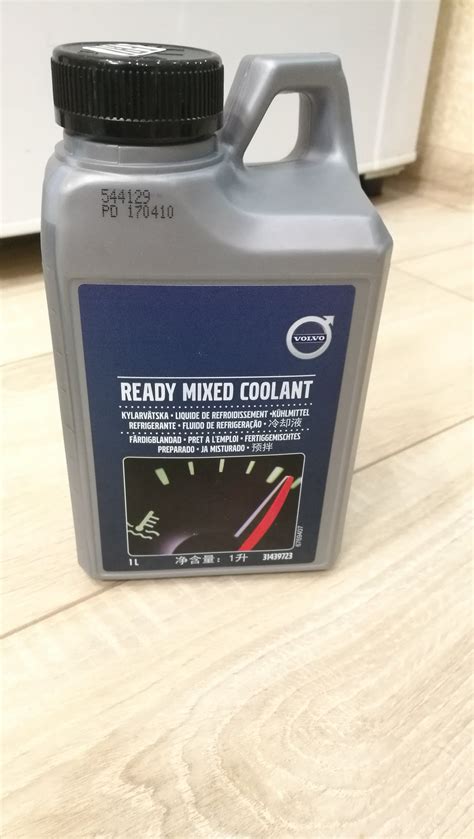 544129
PD 170410
VOLVO
READY MIXED COOLANT
KYLARVÄTSKA • LIQUIDE DE REFROIDISSEMENT • KÜHLMITTEL
REFRIGERANTE • FLUIDO DE REFRIGERAÇÃO • 冷却液
FÄRDIGBLANDAD • PRET A L'EMPLOI • FERTIGGEMISCHTES
PREPARADO • JA MISTURADO • 预拌
1 L
净含量：1升
31439723